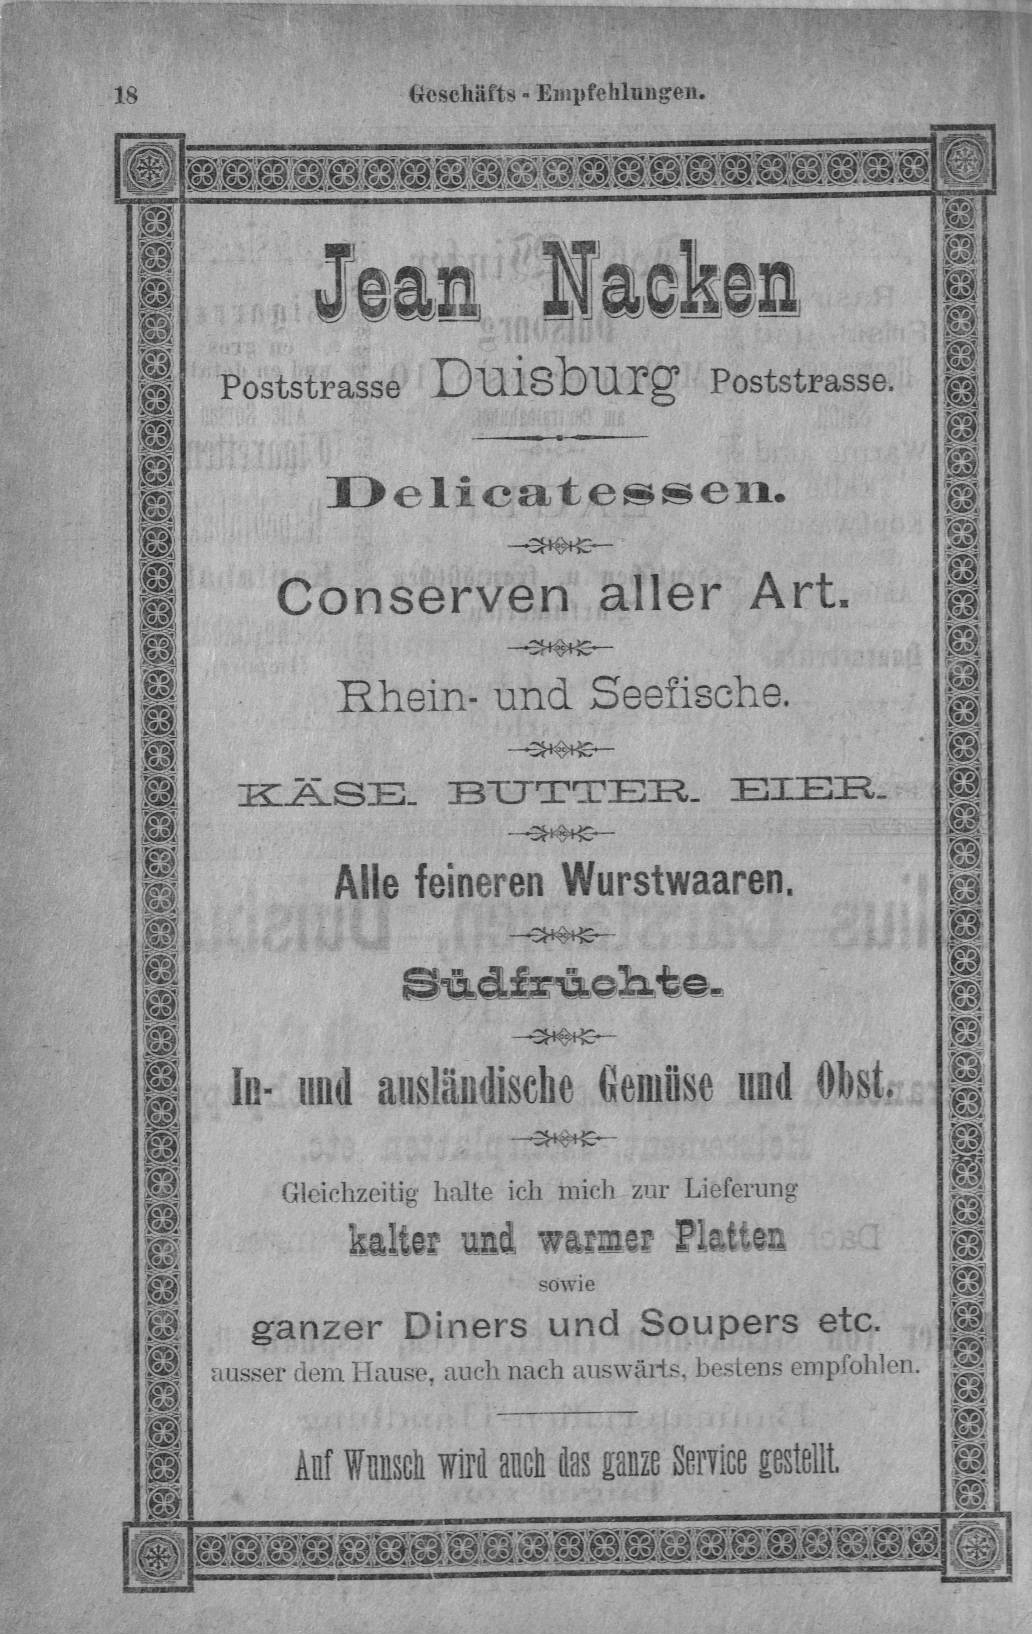 18
Geschäfts - Empfehlungen.
Jean Nacken
Poststrasse Duisburg Poststrasse.
Delicatessen.
Conserven aller Art.
Rhein- und Seefische.
KÄSE. BUTTER. EIER.
Alle feineren Wurstwaaren.
Südfrüchte.
In- und ausländische Gemüse und Obst.
Gleichzeitig halte ich mich zur Lieferung
kalter und warmer Platten
sowie
ganzer Diners und Soupers etc.
ausser dem Hause, auch nach auswärts, bestens empfohlen.
Auf Wunsch wird auch das ganze Service gestellt.